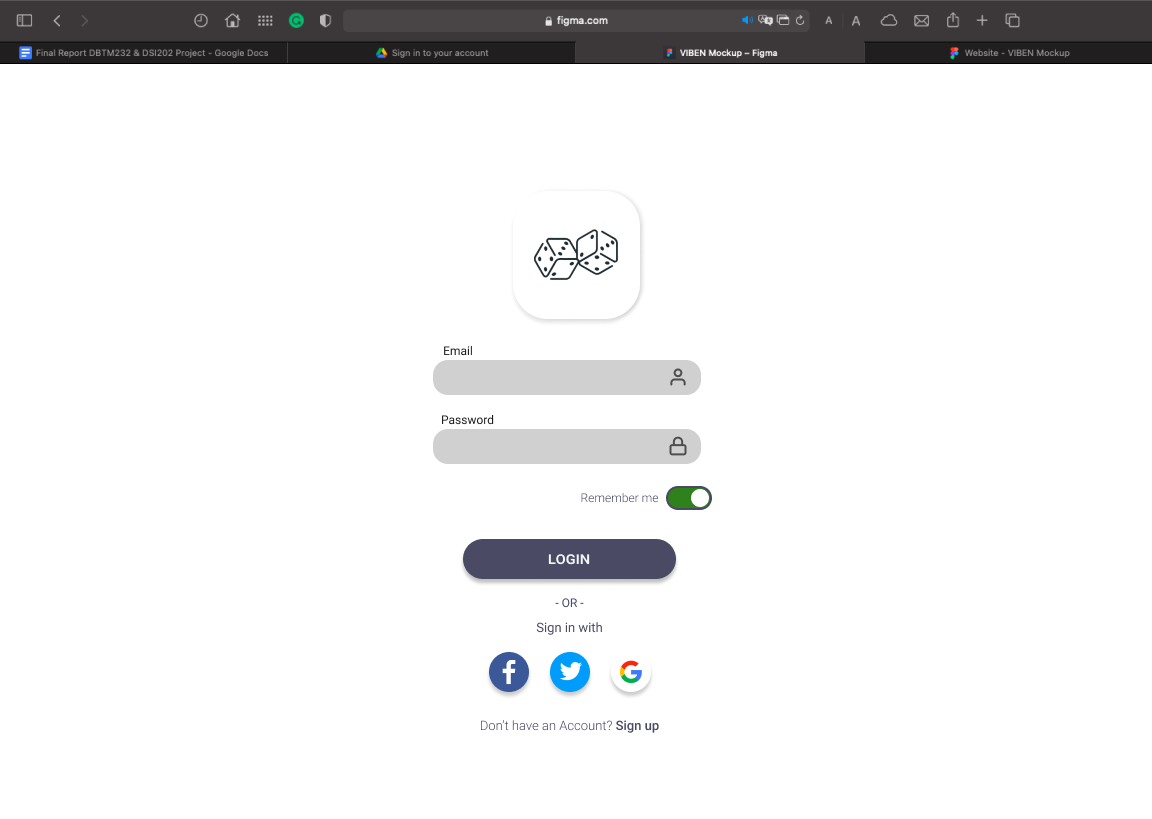 figma.com
A
A
Final Report DBTM232 & DSI202 Project - Google Docs
Sign in to your account
VIBEN Mockup – Figma
Website - VIBEN Mockup
Email
Password
Remember me
LOGIN
- OR -
Sign in with
Don't have an Account? Sign up